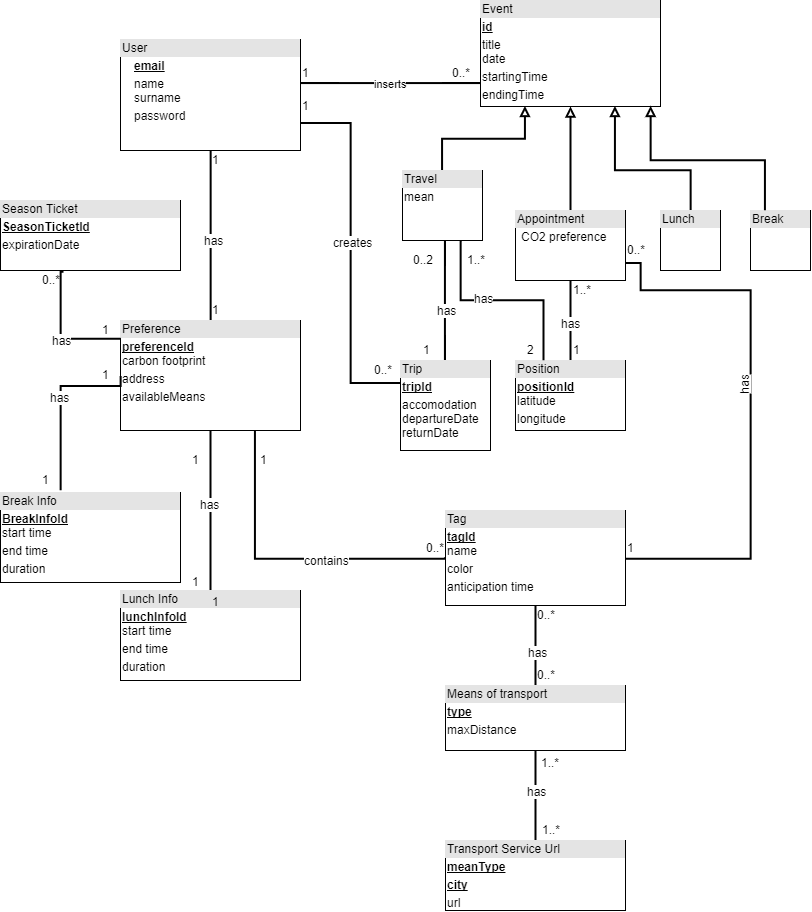 Event
id
title
date
startingTime
endingTime
User
email
name
surname
password
1
inserts
0..*
1
creates
0..*
1
has
1
Travel
mean
Appointment
CO2 preference
Lunch
Break
Season Ticket
SeasonTicketId
expirationDate
0..*
has
1
0..2
has
1
1..*
has
2
1..*
has
1
0..*
has
1
Preference
preferenceId
carbon footprint
address
availableMeans
Trip
tripId
accomodation
departureDate
returnDate
Position
positionId
latitude
longitude
1
has
1
1
has
1
1
1
contains
0..*
Break Info
BreakInfoId
start time
end time
duration
Tag
tagId
name
color
anticipation time
Lunch Info
lunchInfoId
start time
end time
duration
0..*
has
0..*
Means of transport
type
maxDistance
1..*
has
1..*
Transport Service Url
meanType
city
url